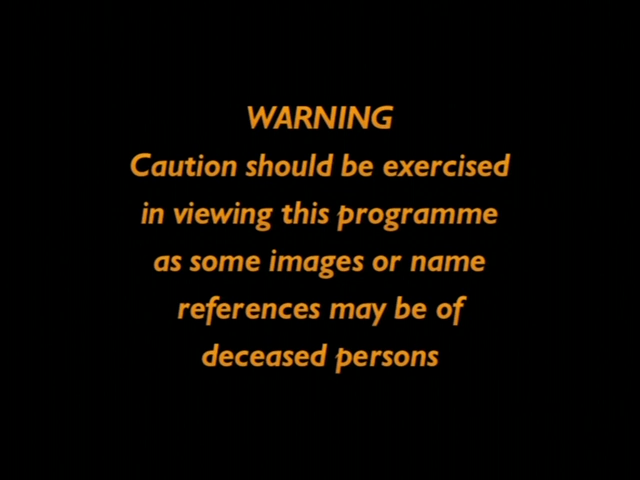 WARNING
Caution should be exercised
in viewing this programme
as some images or name
references may be of
deceased persons